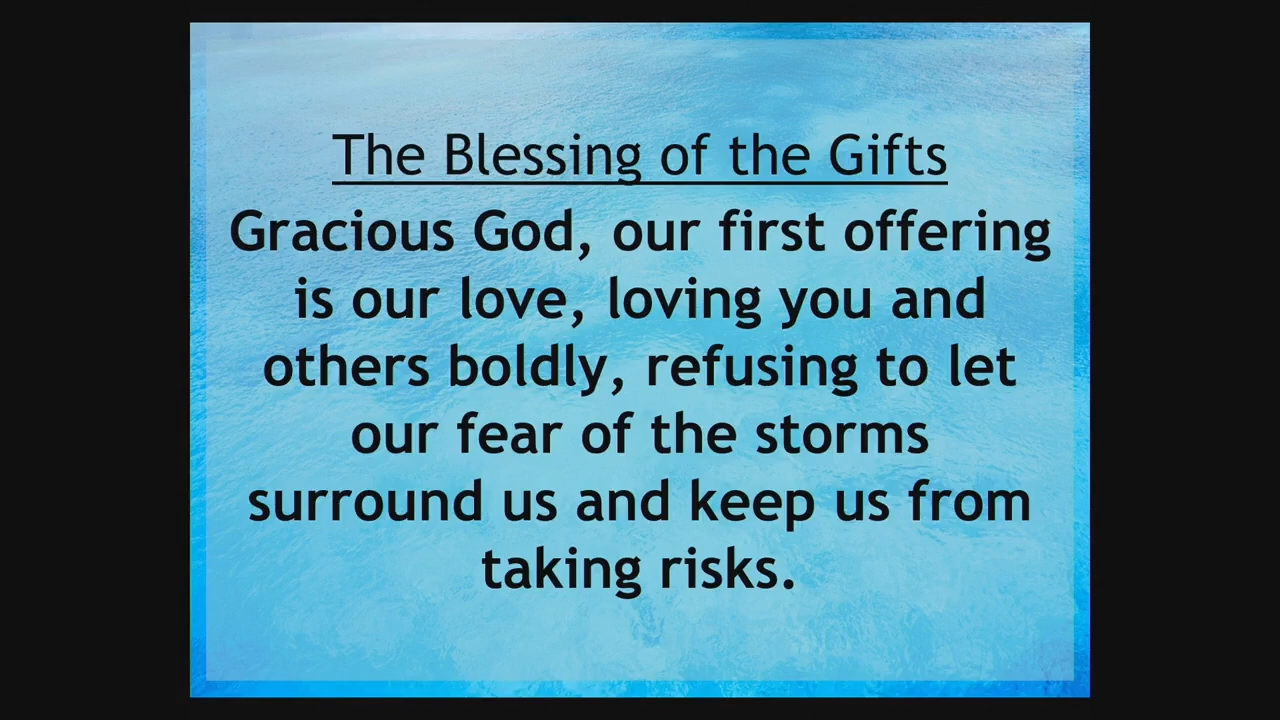 The Blessing of the Gifts
Gracious God, our first offering
is our love, loving you and
others boldly, refusing to let
our fear of the storms
surround us and keep us from
taking risks.